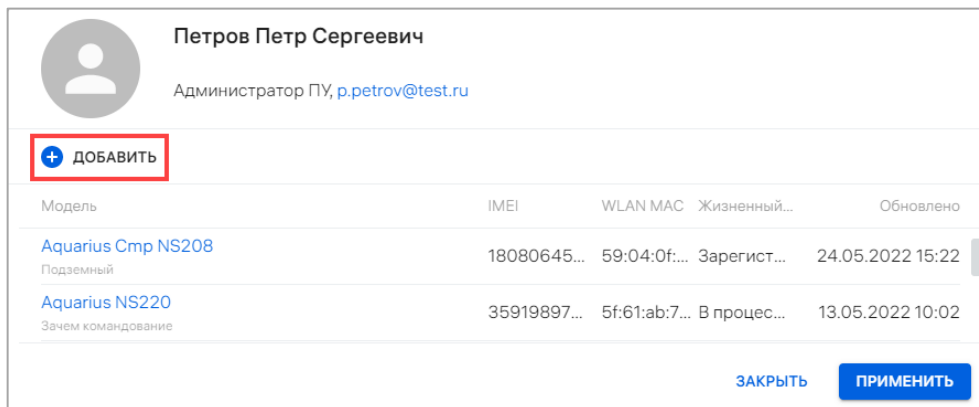 Петров Петр Сергеевич
Администратор ПУ, p.petrov@test.ru
ДОБАВИТЬ
Модель IMEI WLAN MAC Жизненный... Обновлено
Aquarius Cmp NS208 18080645... 59:04:0f:... Зарегист... 24.05.2022 15:22
Подземный
Aquarius NS220 35919897... 5f:61:ab:7... В процес... 13.05.2022 10:02
Зачем командование
ЗАКРЫТЬ ПРИМЕНИТЬ